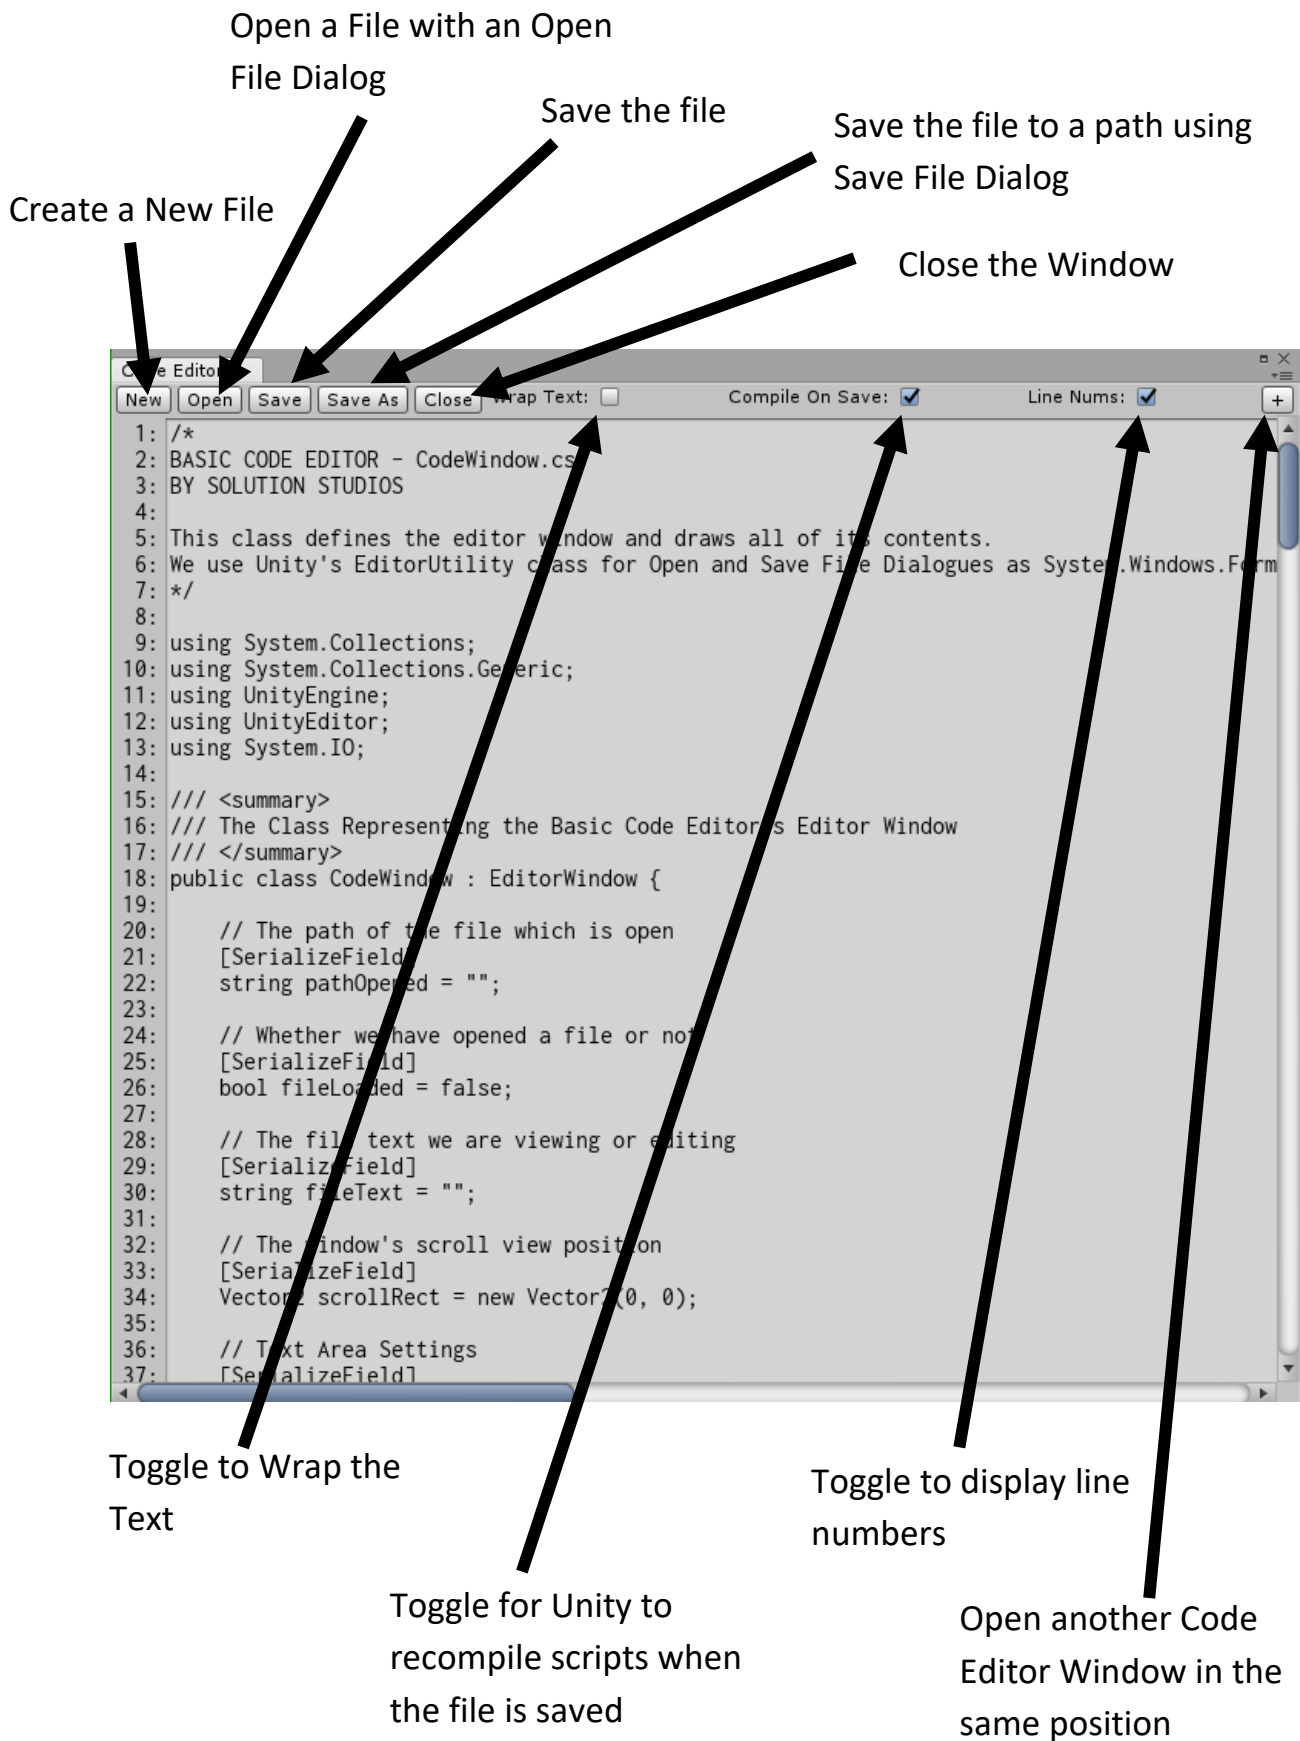 Open a File with an Open
File Dialog
Save the file
Save the file to a path using
Save File Dialog
Create a New File
Close the Window
Editor
New Open Save Save As Close Wrap Text: Compile On Save: Line Nums: +
1: /*
2: BASIC CODE EDITOR - CodeWindow.cs
3: BY SOLUTION STUDIOS
4:
5: This class defines the editor window and draws all of its contents.
6: We use Unity's EditorUtility class for Open and Save File Dialogues as System.Windows.Form
7: */
8:
9: using System.Collections;
10: using System.Collections.Generic;
11: using UnityEngine;
12: using UnityEditor;
13: using System.IO;
14:
15: /// <summary>
16: /// The Class Representing the Basic Code Editor's Editor Window
17: /// </summary>
18: public class CodeWindow : EditorWindow {
19:
20: // The path of the file which is open
21: [SerializeField]
22: string pathOpened = "";
23:
24: // Whether we have opened a file or not
25: [SerializeField]
26: bool fileLoaded = false;
27:
28: // The file text we are viewing or editing
29: [SerializeField]
30: string fileText = "";
31:
32: // The window's scroll view position
33: [SerializeField]
34: Vector2 scrollRect = new Vector2(0, 0);
35:
36: // Text Area Settings
37: [SerializeField]
Toggle to Wrap the
Text
Toggle to display line
numbers
Toggle for Unity to
recompile scripts when
the file is saved
Open another Code
Editor Window in the
same position